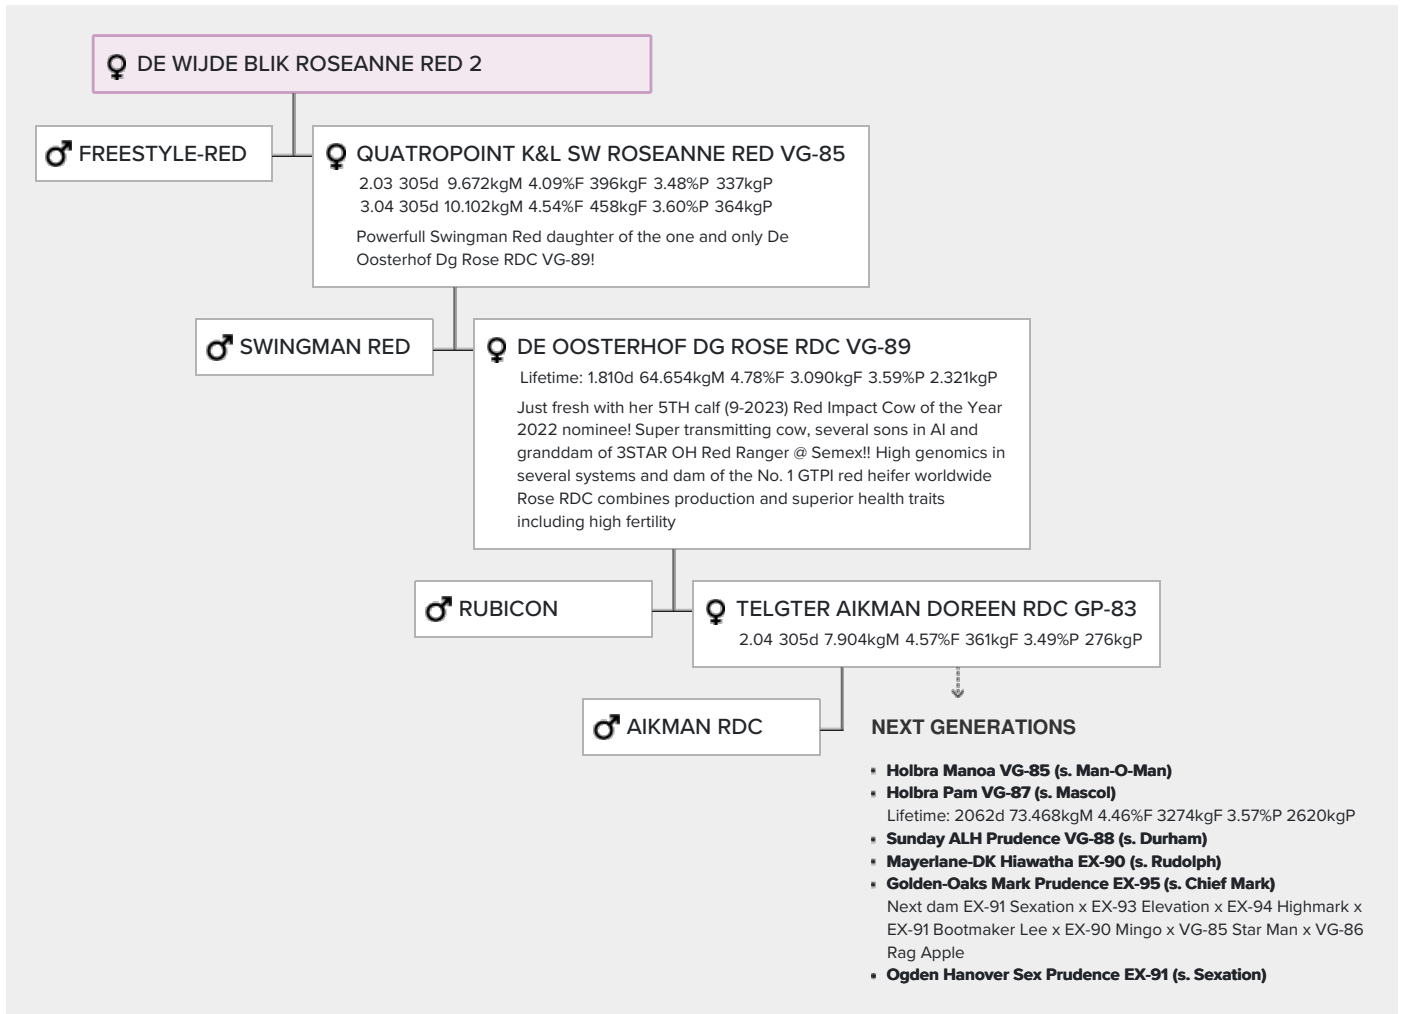 DE WIJDE BLIK ROSEANNE RED 2
FREESTYLE-RED
QUATROPOINT K&L SW ROSEANNE RED VG-85
2.03 305d 9.672kgM 4.09%F 396kgF 3.48%P 337kgP
3.04 305d 10.102kgM 4.54%F 458kgF 3.60%P 364kgP
Powerfull Swingman Red daughter of the one and only De
Oosterhof Dg Rose RDC VG-89!
SWINGMAN RED
DE OOSTERHOF DG ROSE RDC VG-89
Lifetime: 1.810d 64.654kgM 4.78%F 3.090kgF 3.59%P 2.321kgP
Just fresh with her 5TH calf (9-2023) Red Impact Cow of the Year
2022 nominee! Super transmitting cow, several sons in AI and
granddam of 3STAR OH Red Ranger @ Semex!! High genomics in
several systems and dam of the No. 1 GTPI red heifer worldwide
Rose RDC combines production and superior health traits
including high fertility
RUBICON
TELGTER AIKMAN DOREEN RDC GP-83
2.04 305d 7.904kgM 4.57%F 361kgF 3.49%P 276kgP
AIKMAN RDC
NEXT GENERATIONS
Holbra Manoa VG-85 (s. Man-O-Man)
Holbra Pam VG-87 (s. Mascol)
Lifetime: 2062d 73.468kgM 4.46%F 3274kgF 3.57%P 2620kgP
Sunday ALH Prudence VG-88 (s. Durham)
Mayerlane-DK Hiawatha EX-90 (s. Rudolph)
Golden-Oaks Mark Prudence EX-95 (s. Chief Mark)
Next dam EX-91 Sexation x EX-93 Elevation x EX-94 Highmark x
EX-91 Bootmaker Lee x EX-90 Mingo x VG-85 Star Man x VG-86
Rag Apple
Ogden Hanover Sex Prudence EX-91 (s. Sexation)